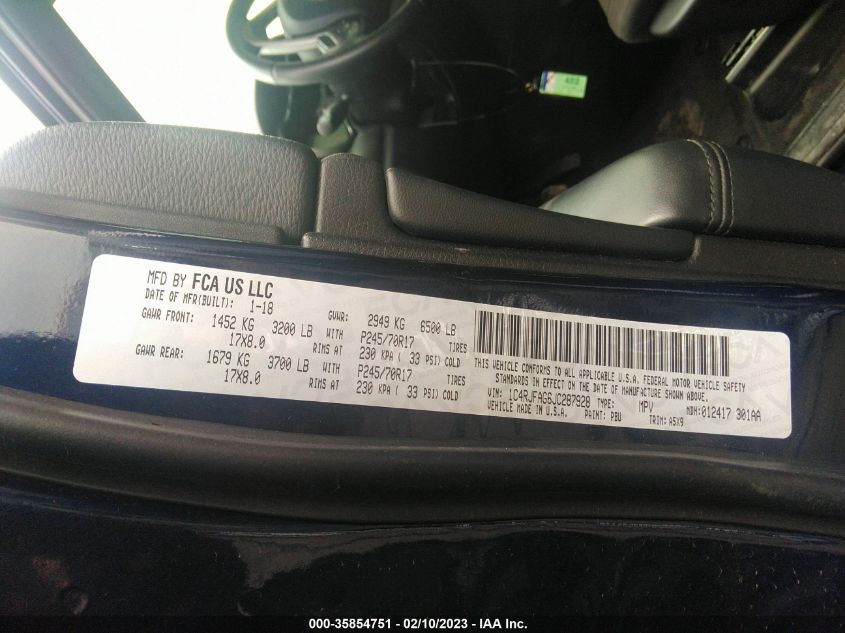 452
MFD BY FCA US LLC
DATE OF MFR(BUILT): 1-18 GVWR: 2949 KG 6500 LB
GAWR FRONT: 1452 KG 3200 LB WITH P245/70R17 TIRES
17X8.0 RIMS AT 230 KPA ( 33 PSI) COLD
GAWR REAR: 1679 KG 3700 LB WITH P245/70R17 TIRES
17X8.0 RIMS AT 230 KPA ( 33 PSI) COLD
THIS VEHICLE CONFORMS TO ALL APPLICABLE U.S.A. FEDERAL MOTOR VEHICLE SAFETY
STANDARDS IN EFFECT ON THE DATE OF MANUFACTURE SHOWN ABOVE.
VIN: 1C4RJFAG6JC287928 TYPE: MPV MDH:012417 301AA
VEHICLE MADE IN U.S.A. PAINT: PBU TRIM: A5X9
000-35854751 — 02/10/2023 — IAA Inc.